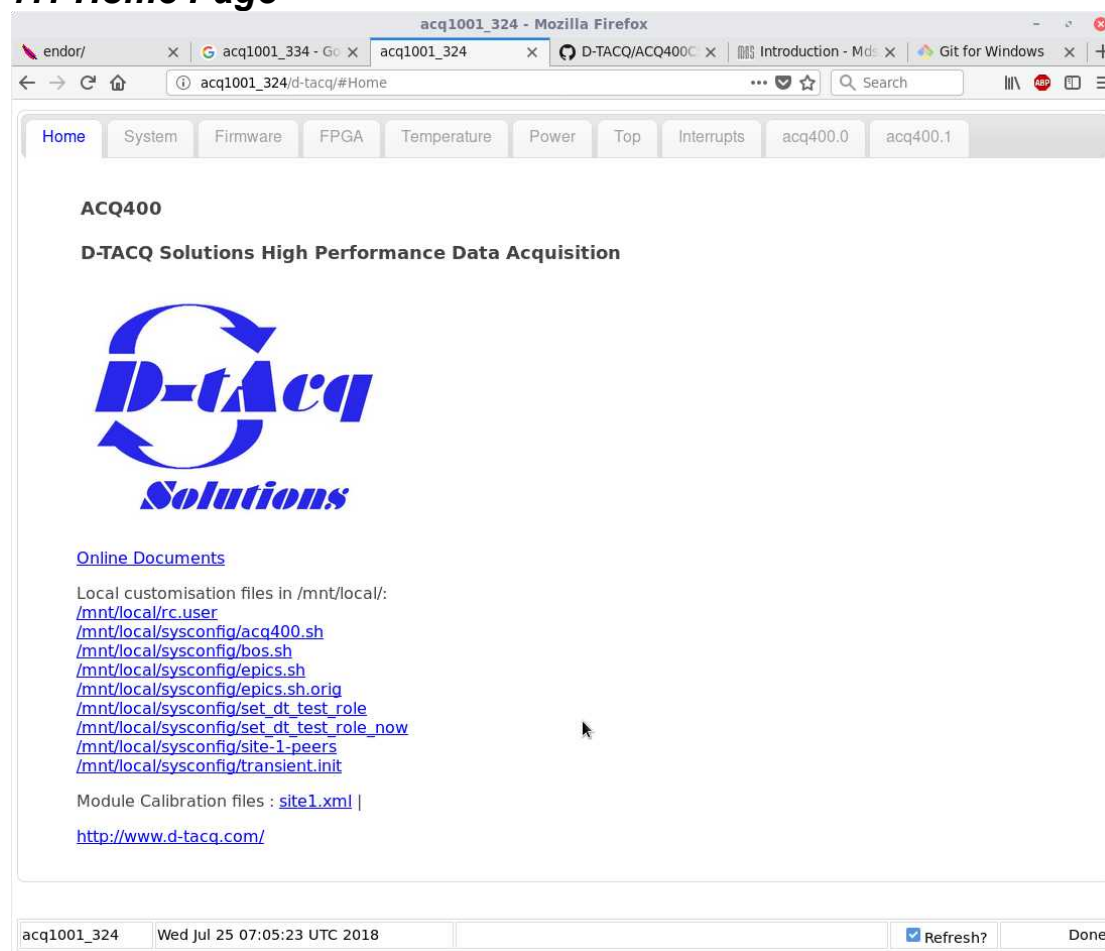 acq1001_324 - Mozilla Firefox
endor/
acq1001_334 - Go
acq1001_324
D-TACQ/ACQ400C
Introduction - Mds
Git for Windows
acq1001_324/d-tacq/#Home
Search
ABP
Home System Firmware FPGA Temperature Power Top Interrupts acq400.0 acq400.1
ACQ400
D-TACQ Solutions High Performance Data Acquisition
D-tAcq
Solutions
Online Documents
Local customisation files in /mnt/local/:
/mnt/local/rc.user
/mnt/local/sysconfig/acq400.sh
/mnt/local/sysconfig/bos.sh
/mnt/local/sysconfig/epics.sh
/mnt/local/sysconfig/epics.sh.orig
/mnt/local/sysconfig/set_dt_test_role
/mnt/local/sysconfig/set_dt_test_role_now
/mnt/local/sysconfig/site-1-peers
/mnt/local/sysconfig/transient.init
Module Calibration files : site1.xml |
http://www.d-tacq.com/
acq1001_324 Wed Jul 25 07:05:23 UTC 2018 Refresh? Done